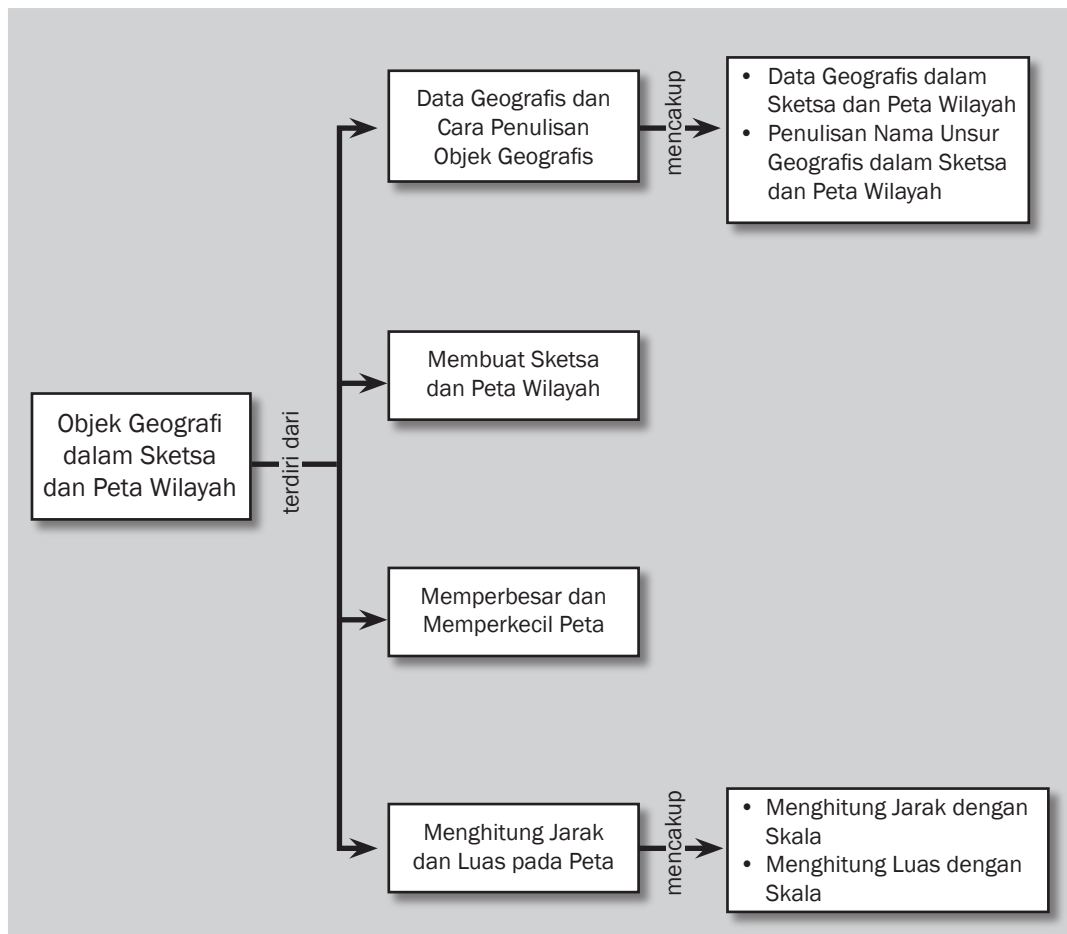 Objek Geografi
dalam Sketsa
dan Peta Wilayah
terdiri dari
Data Geografis dan
Cara Penulisan
Objek Geografis
mencakup
• Data Geografis dalam
Sketsa dan Peta Wilayah
• Penulisan Nama Unsur
Geografis dalam Sketsa
dan Peta Wilayah
Membuat Sketsa
dan Peta Wilayah
Memperbesar dan
Memperkecil Peta
Menghitung Jarak
dan Luas pada Peta
mencakup
• Menghitung Jarak dengan
Skala
• Menghitung Luas dengan
Skala